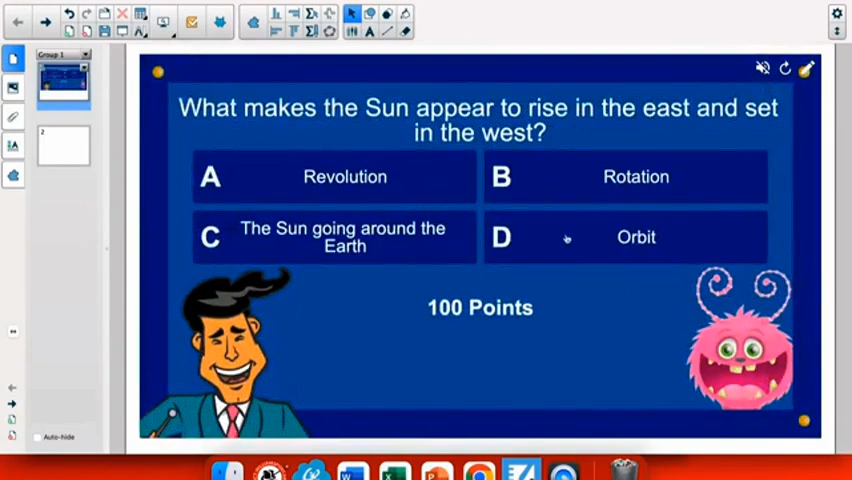 Group 1
2
What makes the Sun appear to rise in the east and set
in the west?
A Revolution
B Rotation
C The Sun going around the
Earth
D Orbit
100 Points
Auto-hide